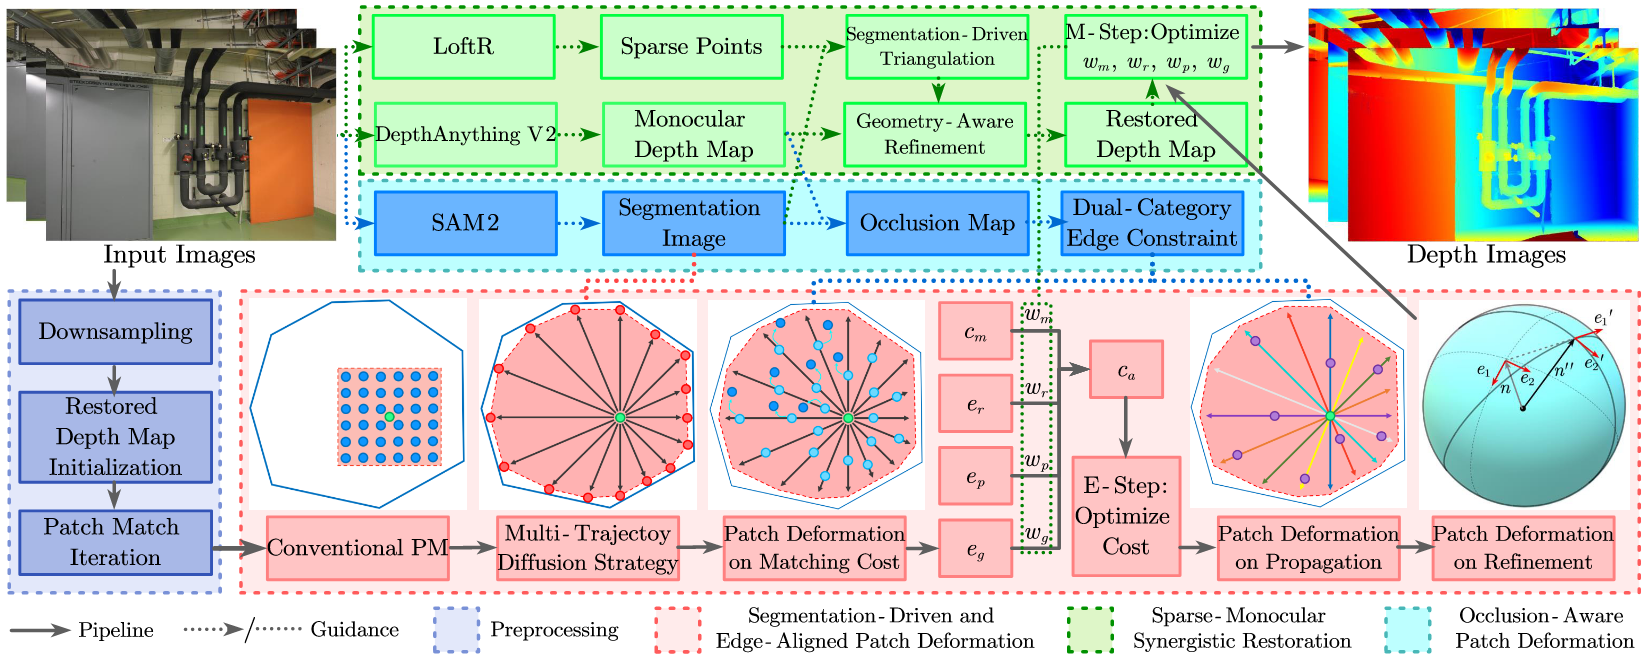 LoftR
Sparse Points
Segmentation-Driven
Triangulation
M-Step:Optimize
w_m, w_r, w_p, w_g
DepthAnything V2
Monocular
Depth Map
Geometry-Aware
Refinement
Restored
Depth Map
SAM2
Segmentation
Image
Occlusion Map
Dual-Category
Edge Constraint
Input Images
Depth Images
Downsampling
Restored
Depth Map
Initialization
Patch Match
Iteration
c_m
w_m
e_r
w_r
e_p
w_p
e_g
w_g
c_a
E-Step:
Optimize
Cost
e_1
e_2
n
n''
e_1'
e_2'
Conventional PM
Multi-Trajectoy
Diffusion Strategy
Patch Deformation
on Matching Cost
Patch Deformation
on Propagation
Patch Deformation
on Refinement
Pipeline
/
Guidance
Preprocessing
Segmentation-Driven and
Edge-Aligned Patch Deformation
Sparse-Monocular
Synergistic Restoration
Occlusion-Aware
Patch Deformation